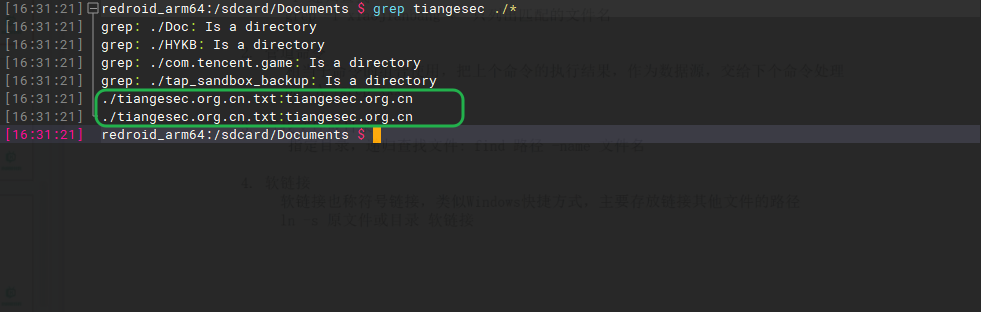 [16:31:21] redroid_arm64:/sdcard/Documents $ grep tiangesec ./*
[16:31:21] grep: ./Doc: Is a directory
[16:31:21] grep: ./HYKB: Is a directory
[16:31:21] grep: ./com.tencent.game: Is a directory
[16:31:21] grep: ./tap_sandbox_backup: Is a directory
[16:31:21] ./tiangesec.org.cn.txt:tiangesec.org.cn
[16:31:21] ./tiangesec.org.cn.txt:tiangesec.org.cn
[16:31:21] redroid_arm64:/sdcard/Documents $
4 软链接
软链接也称符号链接，类似Windows快捷方式，主要存放链接其他文件的路径
ln -s 源文件或目录 软链接